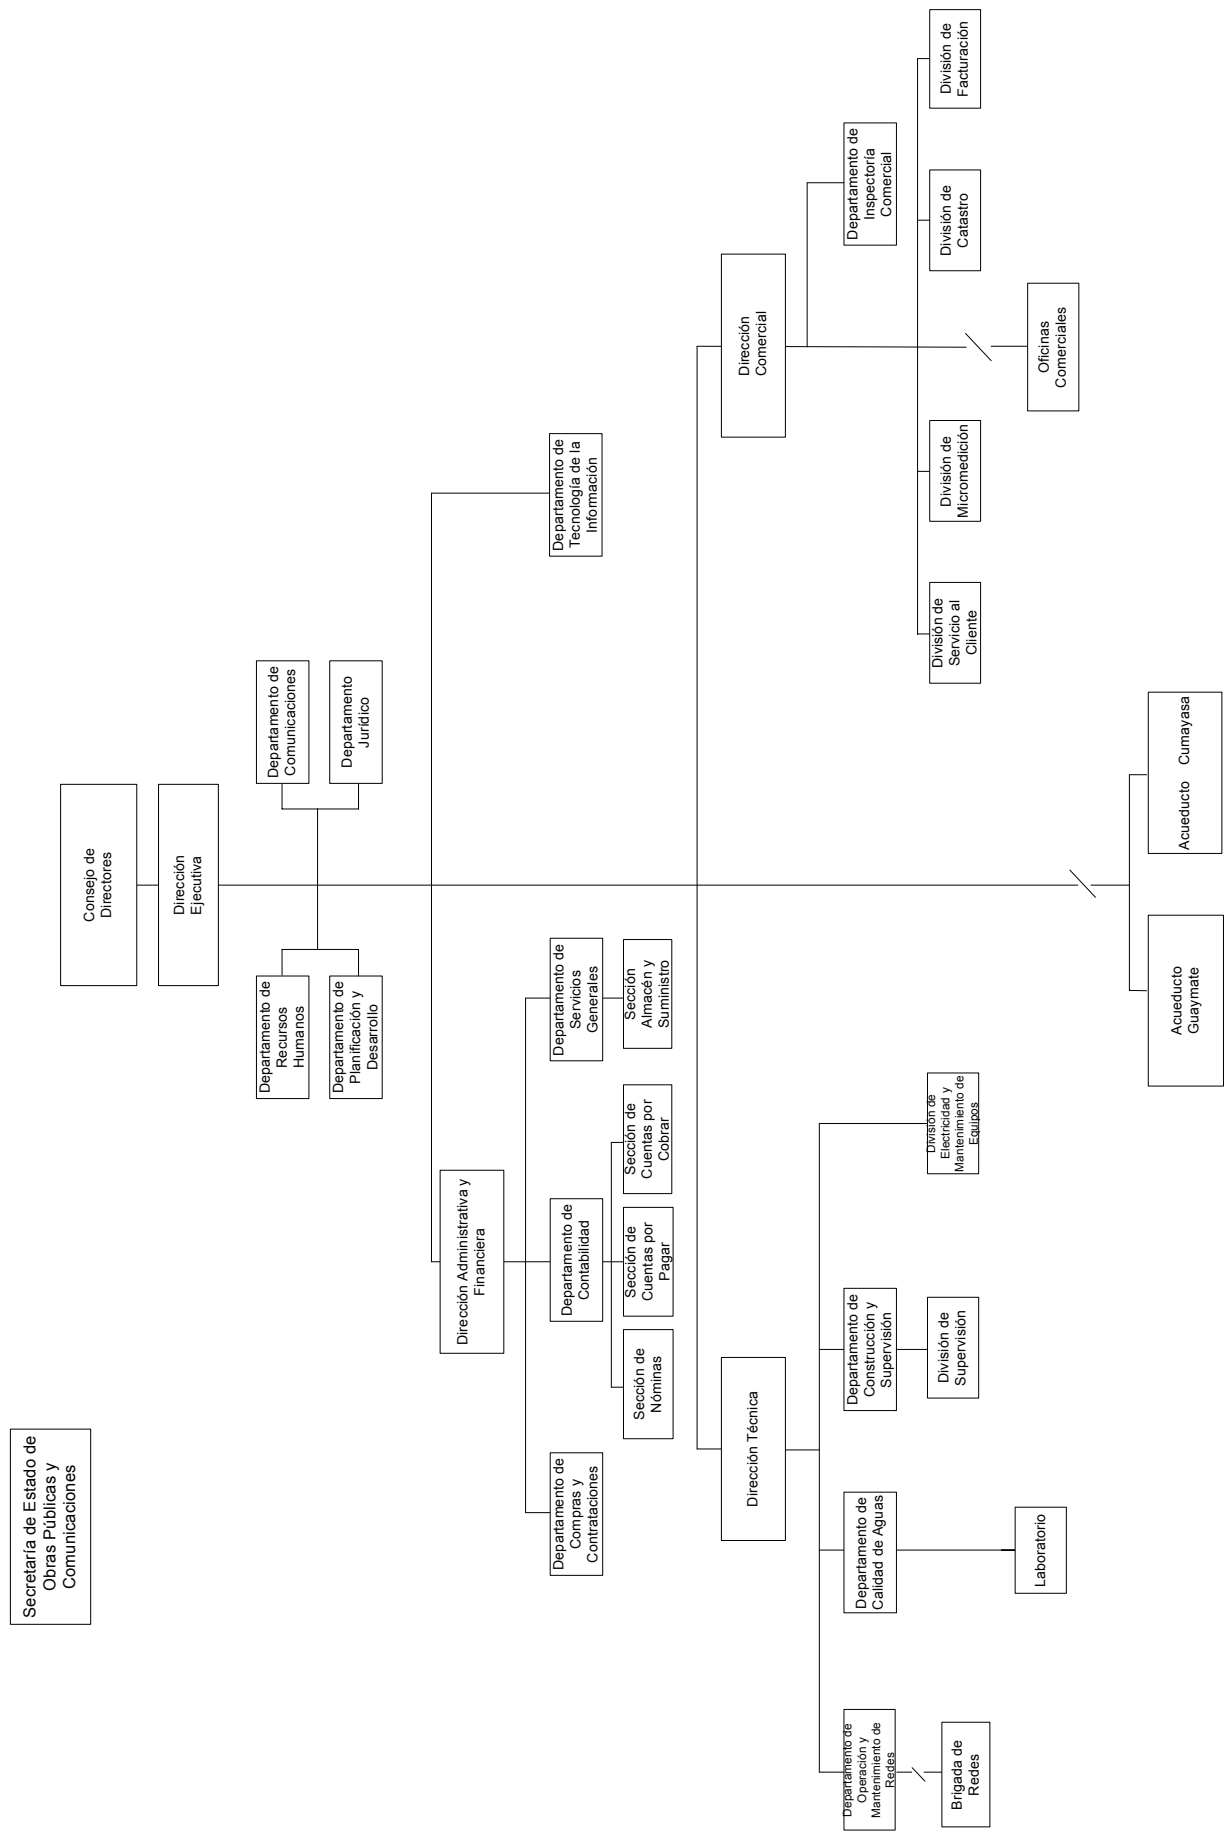 Secretaría de Estado de
Obras Públicas y
Comunicaciones
Consejo de
Directores
Dirección
Ejecutiva
Departamento de
Recursos
Humanos
Departamento de
Comunicaciones
Departamento de
Planificación y
Desarrollo
Departamento
Jurídico
Dirección Administrativa y
Financiera
Departamento de
Compras y
Contrataciones
Departamento de
Contabilidad
Departamento de
Servicios
Generales
Departamento de
Tecnología de la
Información
Sección de
Nóminas
Sección de
Cuentas por
Pagar
Sección de
Cuentas por
Cobrar
Sección
Almacén y
Suministro
Dirección Técnica
Dirección
Comercial
Departamento de
Operación y
Mantenimiento de
Redes
Departamento de
Calidad de Aguas
Departamento de
Construcción y
Supervisión
Departamento de
Inspectoría
Comercial
Brigada de
Redes
División de
Supervisión
División de
Electricidad y
Mantenimiento de
Equipos
División de
Servicio al
Cliente
División de
Micromedición
División de
Catastro
División de
Facturación
Laboratorio
Oficinas
Comerciales
Acueducto
Guaymate
Acueducto Cumayasa